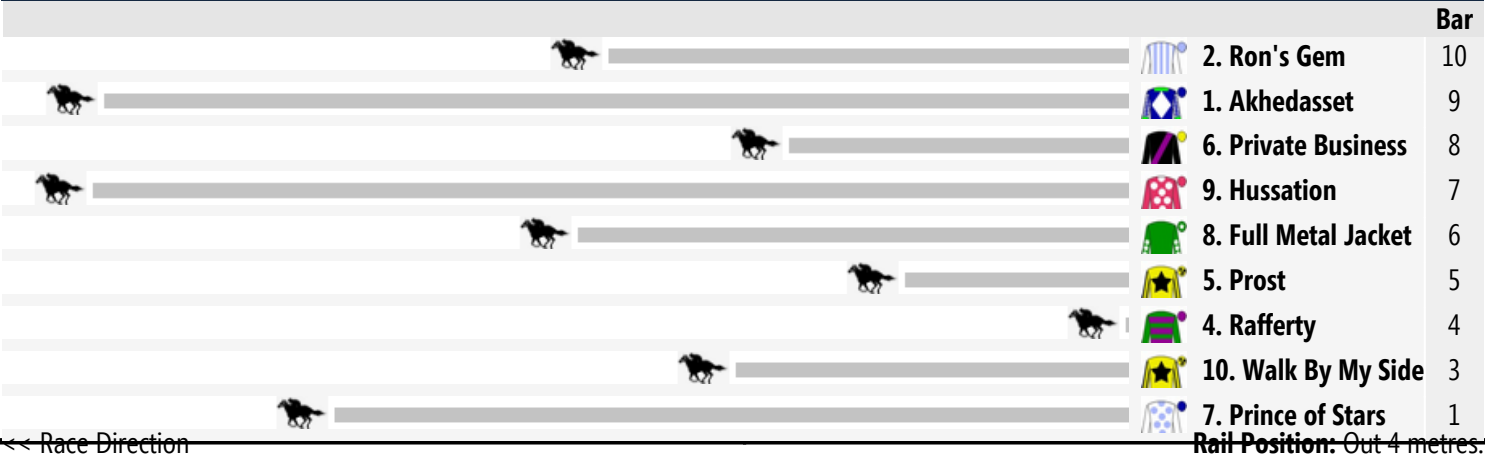 Bar
2. Ron's Gem 10
1. Akhedasset 9
6. Private Business 8
9. Hussation 7
8. Full Metal Jacket 6
5. Prost 5
4. Rafferty 4
10. Walk By My Side 3
7. Prince of Stars 1
<< Race Direction Rail Position: Out 4 metres.